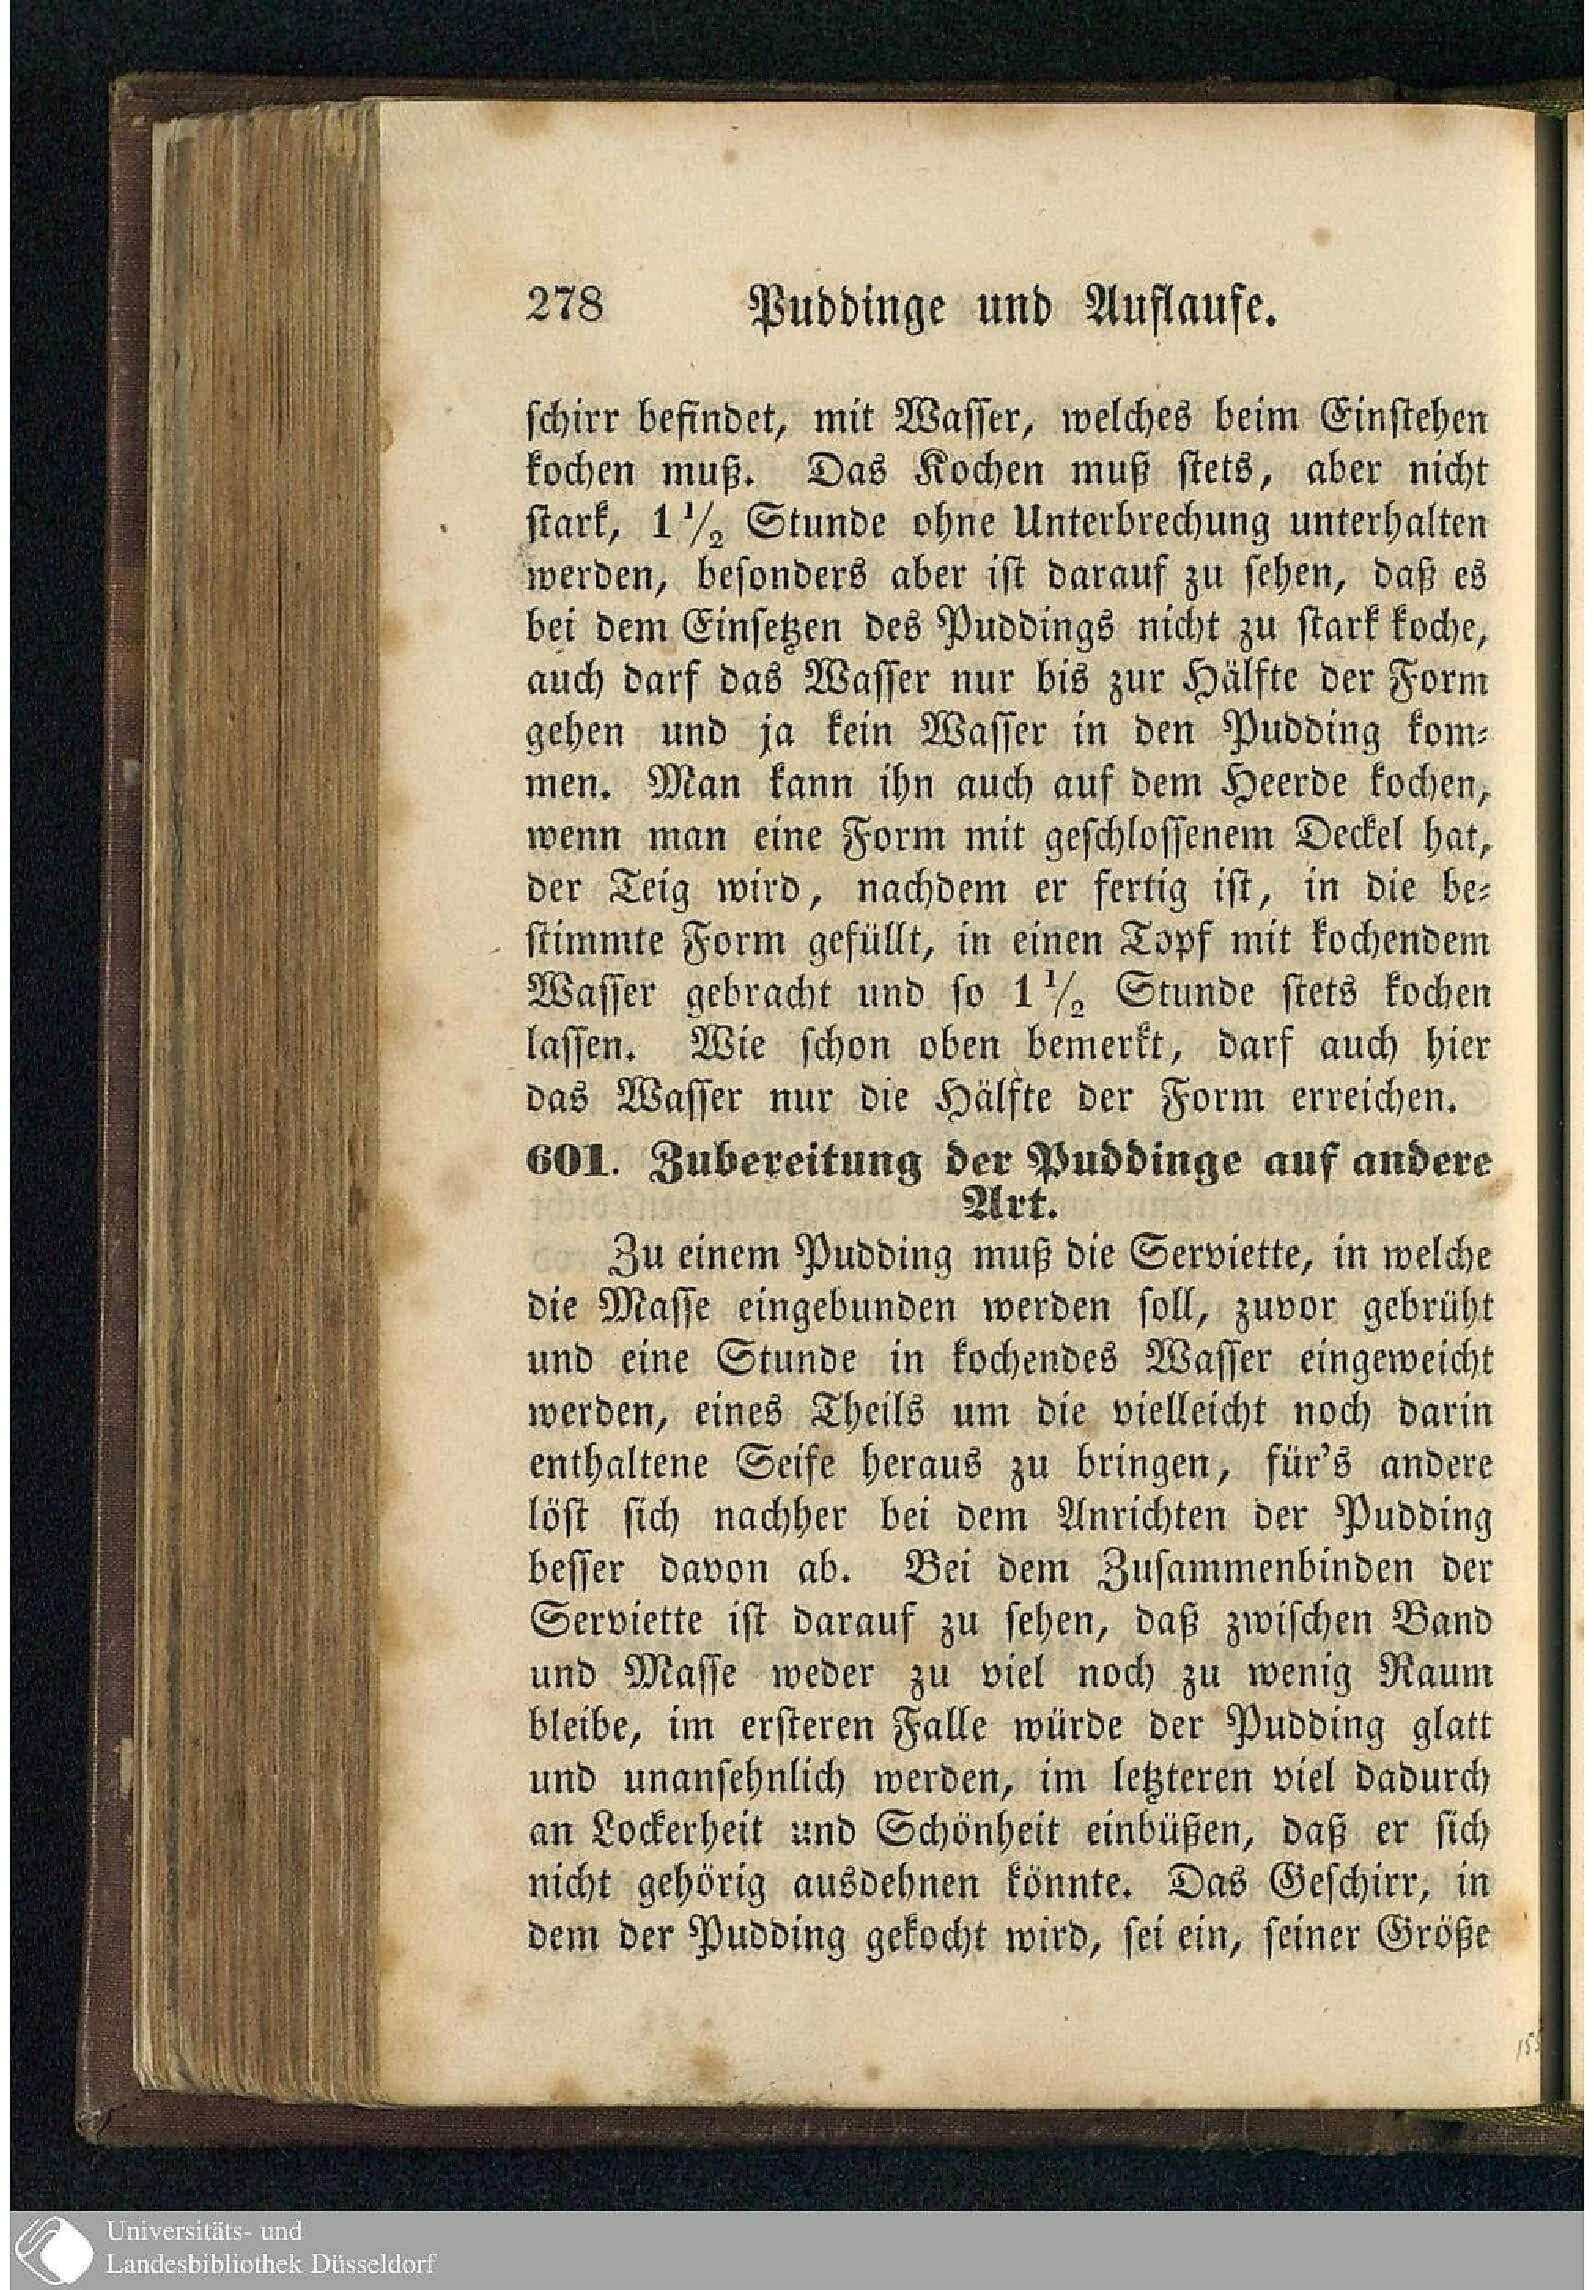 278 Puddinge und Auflaufe.
schirr befindet, mit Wasser, welches beim Einstehen
kochen muß. Das Kochen muß stets, aber nicht
stark, 1 1/2 Stunde ohne Unterbrechung unterhalten
werden, besonders aber ist darauf zu sehen, daß es
bei dem Einsetzen des Puddings nicht zu stark koche,
auch darf das Wasser nur bis zur Hälfte der Form
gehen und ja kein Wasser in den Pudding kom-
men. Man kann ihn auch auf dem Heerde kochen,
wenn man eine Form mit geschlossenem Deckel hat,
der Teig wird, nachdem er fertig ist, in die be-
stimmte Form gefüllt, in einen Topf mit kochendem
Wasser gebracht und so 1 1/2 Stunde stets kochen
lassen. Wie schon oben bemerkt, darf auch hier
das Wasser nur die Hälfte der Form erreichen.
601. Zubereitung der Puddinge auf andere
Art.
Zu einem Pudding muß die Serviette, in welche
die Masse eingebunden werden soll, zuvor gebrüht
und eine Stunde in kochendes Wasser eingeweicht
werden, eines Theils um die vielleicht noch darin
enthaltene Seife heraus zu bringen, für's andere
löst sich nachher bei dem Anrichten der Pudding
besser davon ab. Bei dem Zusammenbinden der
Serviette ist darauf zu sehen, daß zwischen Band
und Masse weder zu viel noch zu wenig Raum
bleibe, im ersteren Falle würde der Pudding glatt
und unansehnlich werden, im letzteren viel dadurch
an Lockerheit und Schönheit einbüßen, daß er sich
nicht gehörig ausdehnen könnte. Das Geschirr, in
dem der Pudding gekocht wird, sei ein, seiner Größe
Universitäts- und
Landesbibliothek Düsseldorf